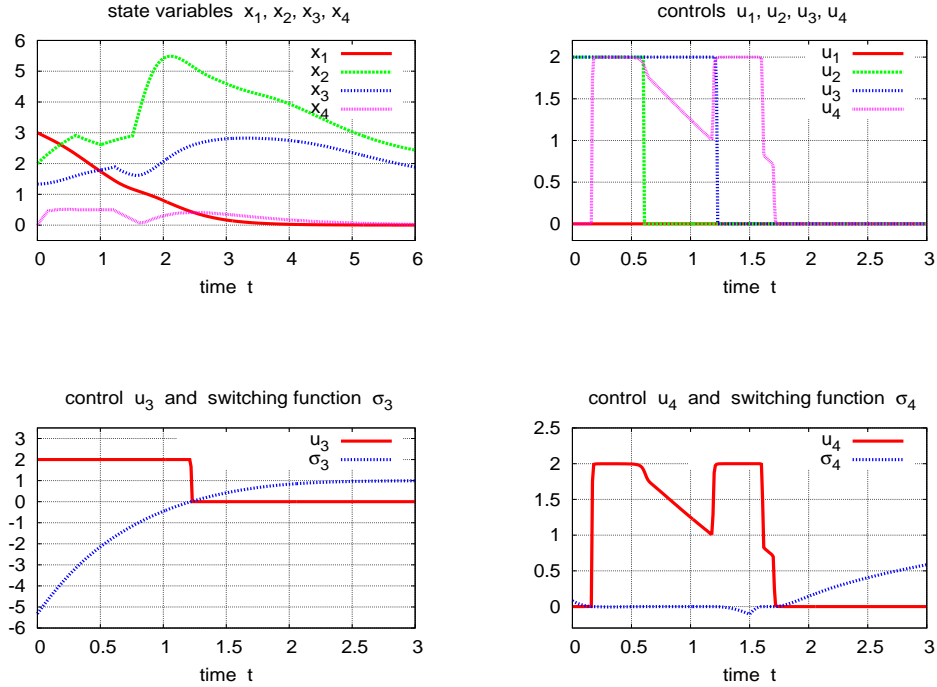 state variables x₁, x₂, x₃, x₄
6
5
4
3
2
1
0
x₁
x₂
x₃
x₄
0 1 2 3 4 5 6
time t
controls u₁, u₂, u₃, u₄
2
1.5
1
0.5
0
u₁
u₂
u₃
u₄
0 0.5 1 1.5 2 2.5 3
time t
control u₃ and switching function σ₃
3
2
1
0
-1
-2
-3
-4
-5
-6
u₃
σ₃
0 0.5 1 1.5 2 2.5 3
time t
control u₄ and switching function σ₄
2.5
2
1.5
1
0.5
0
u₄
σ₄
0 0.5 1 1.5 2 2.5 3
time t